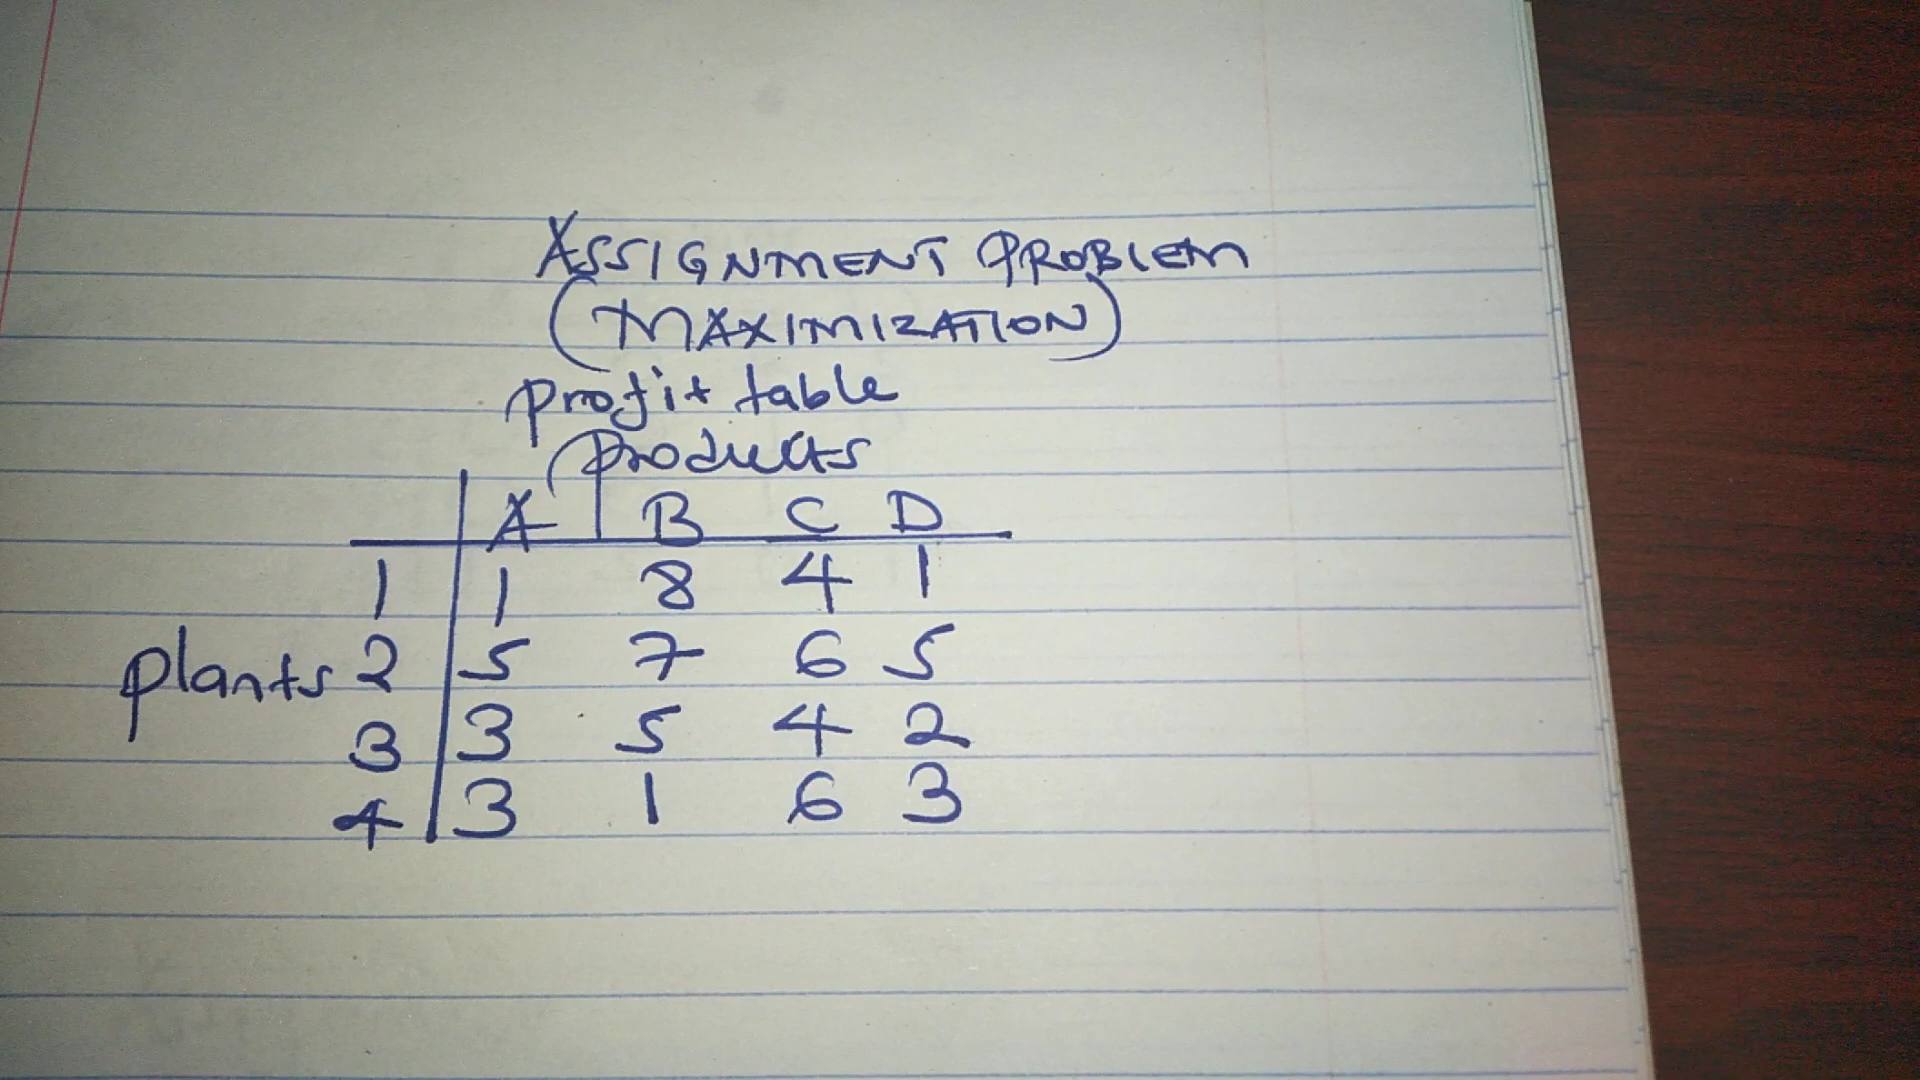 ASSIGNMENT PROBLEM
(MAXIMIZATION)
Profit table
Products
A B C D
1 1 8 4 1
plants 2 5 7 6 5
3 3 5 4 2
4 3 1 6 3